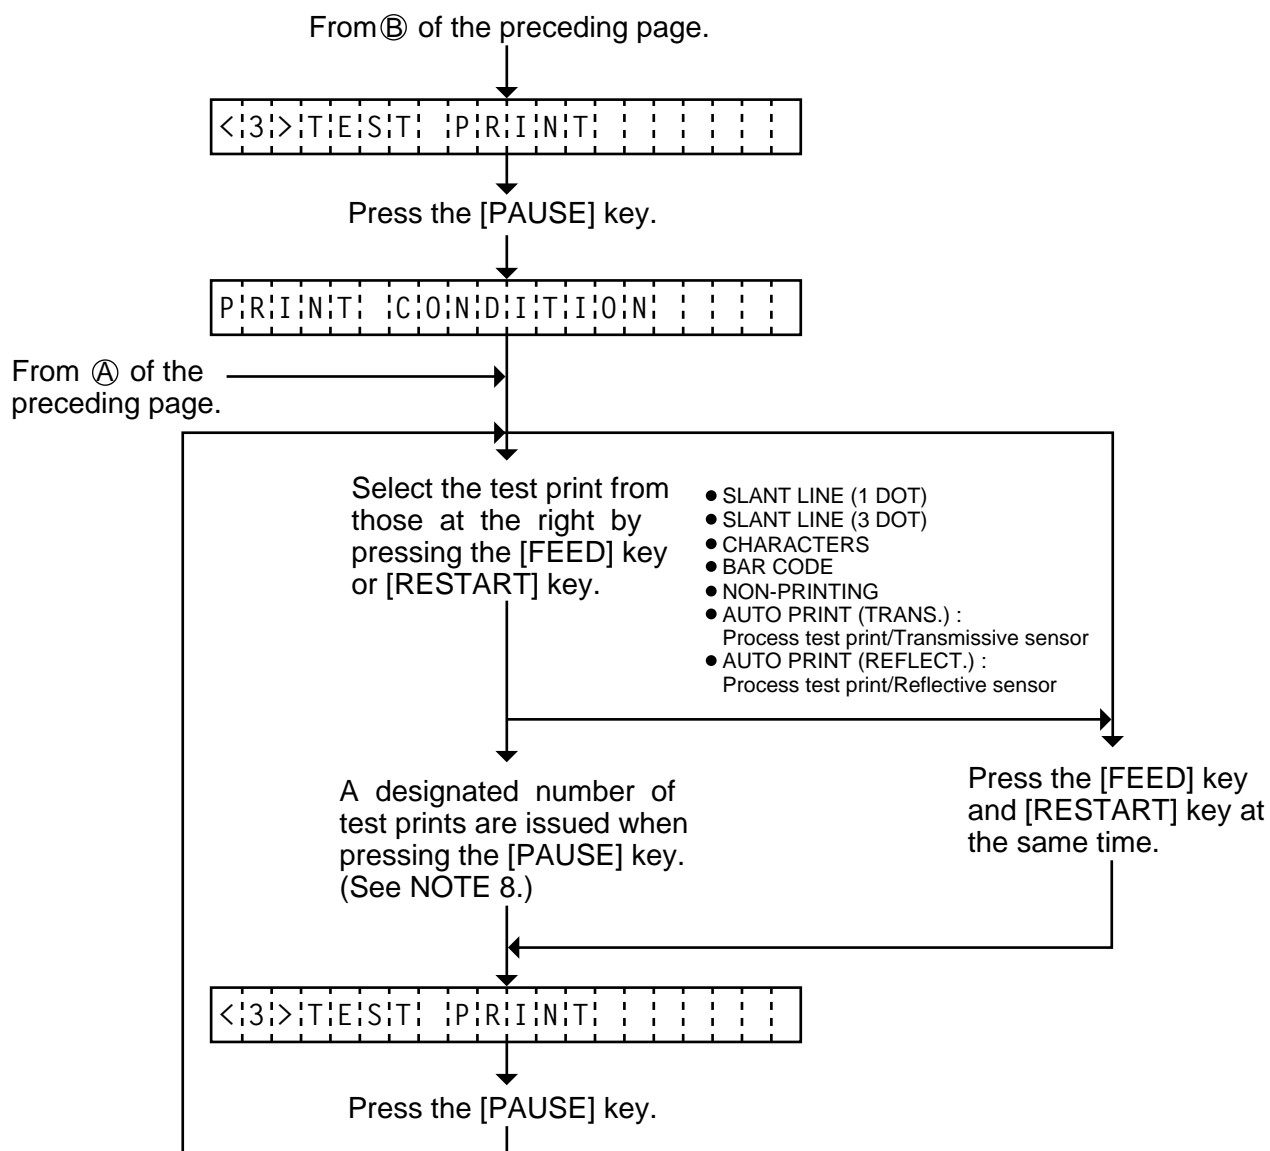 From Ⓑ of the preceding page.
<3>TEST PRINT
Press the [PAUSE] key.
PRINT CONDITION
From Ⓐ of the
preceding page.
Select the test print from
those at the right by
pressing the [FEED] key
or [RESTART] key.
● SLANT LINE (1 DOT)
● SLANT LINE (3 DOT)
● CHARACTERS
● BAR CODE
● NON-PRINTING
● AUTO PRINT (TRANS.) :
Process test print/Transmissive sensor
● AUTO PRINT (REFLECT.) :
Process test print/Reflective sensor
A designated number of
test prints are issued when
pressing the [PAUSE] key.
(See NOTE 8.)
Press the [FEED] key
and [RESTART] key at
the same time.
<3>TEST PRINT
Press the [PAUSE] key.